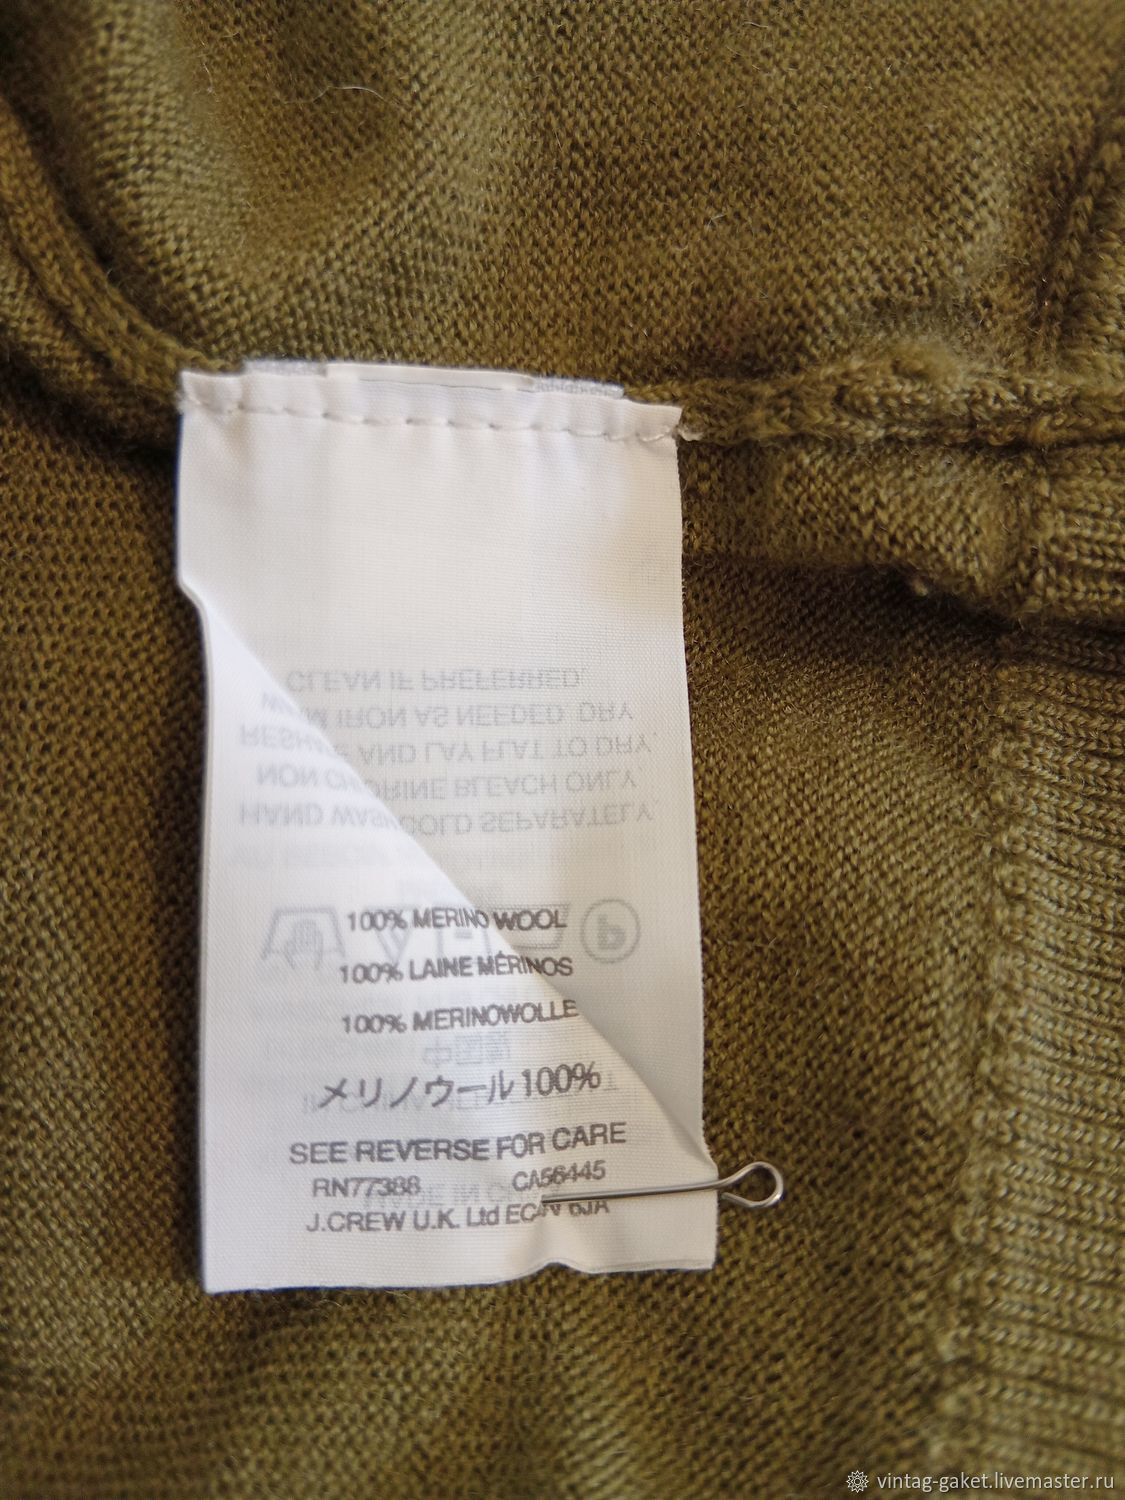 CLEAN IF PREFERRED.
IRON AS NEEDED. DRY
AND LAY FLAT TO DRY.
NON CHLORINE BLEACH ONLY.
HAND WASH COLD SEPARATELY.
100% MERINO WOOL
100% LAINE MÉRINOS
100% MERINOWOLLE
メリノウール100%
SEE REVERSE FOR CARE
RN77388 CA56445
J.CREW U.K. Ltd
vintag-gaket.livemaster.ru